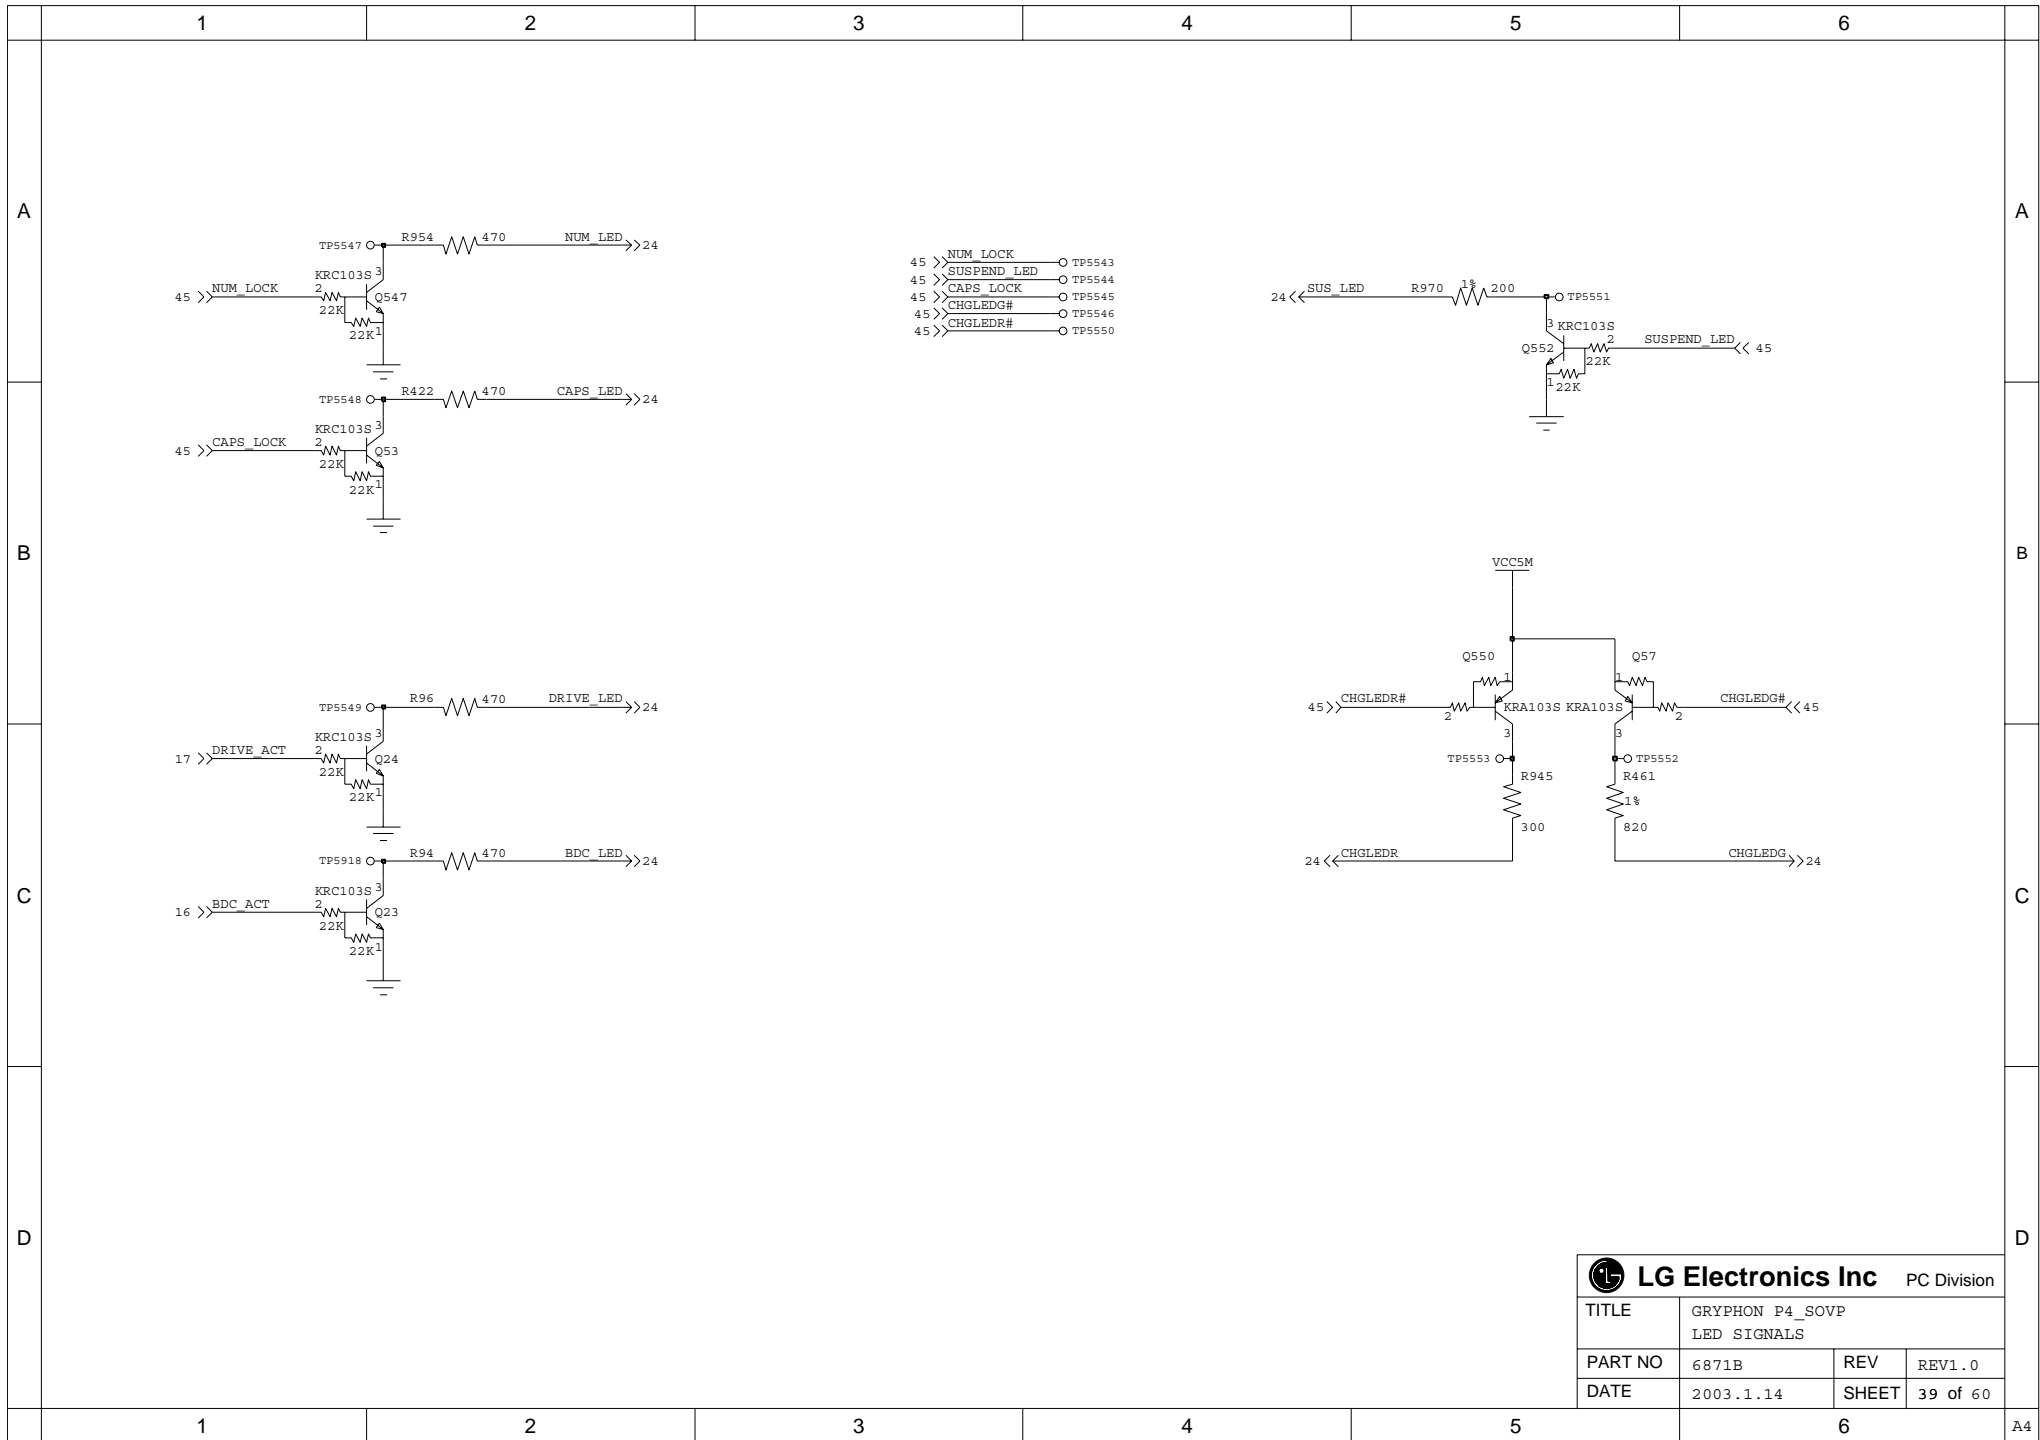 1 2 3 4 5 6
A A
TP5547 R954 470 NUM_LED 24
KRC103S 3
45 NUM_LOCK 2 Q547
22K
22K 1
45 NUM_LOCK TP5543
45 SUSPEND_LED TP5544
45 CAPS_LOCK TP5545
45 CHGLEDG# TP5546
45 CHGLEDR# TP5550
24 SUS_LED R970 1% 200 TP5551
3 KRC103S
Q552 2 SUSPEND_LED 45
22K
1 22K
TP5548 R422 470 CAPS_LED 24
KRC103S 3
45 CAPS_LOCK 2 Q53
22K
22K 1
B B
VCC5M
Q550 Q57
1 1
45 CHGLEDR# 2 KRA103S KRA103S 2 CHGLEDG# 45
3 3
TP5553 TP5552
R945 R461
1%
300 820
24 CHGLEDR CHGLEDG 24
TP5549 R96 470 DRIVE_LED 24
KRC103S 3
17 DRIVE_ACT 2 Q24
22K
22K 1
TP5918 R94 470 BDC_LED 24
KRC103S 3
16 BDC_ACT 2 Q23
22K
22K 1
C C
D D
LG Electronics Inc PC Division
TITLE GRYPHON P4_SOVP
LED SIGNALS
PART NO 6871B REV REV1.0
DATE 2003.1.14 SHEET 39 of 60
1 2 3 4 5 6 A4